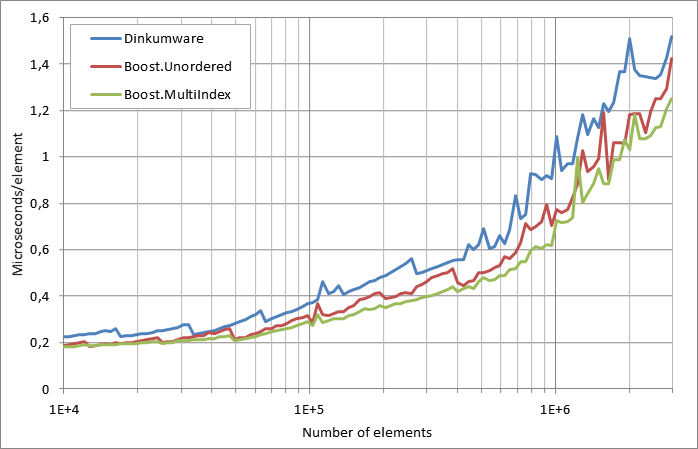 1,6
1,4
1,2
1
0,8
0,6
0,4
0,2
0
Microseconds/element
Dinkumware
Boost.Unordered
Boost.MultiIndex
1E+4
1E+5
1E+6
Number of elements